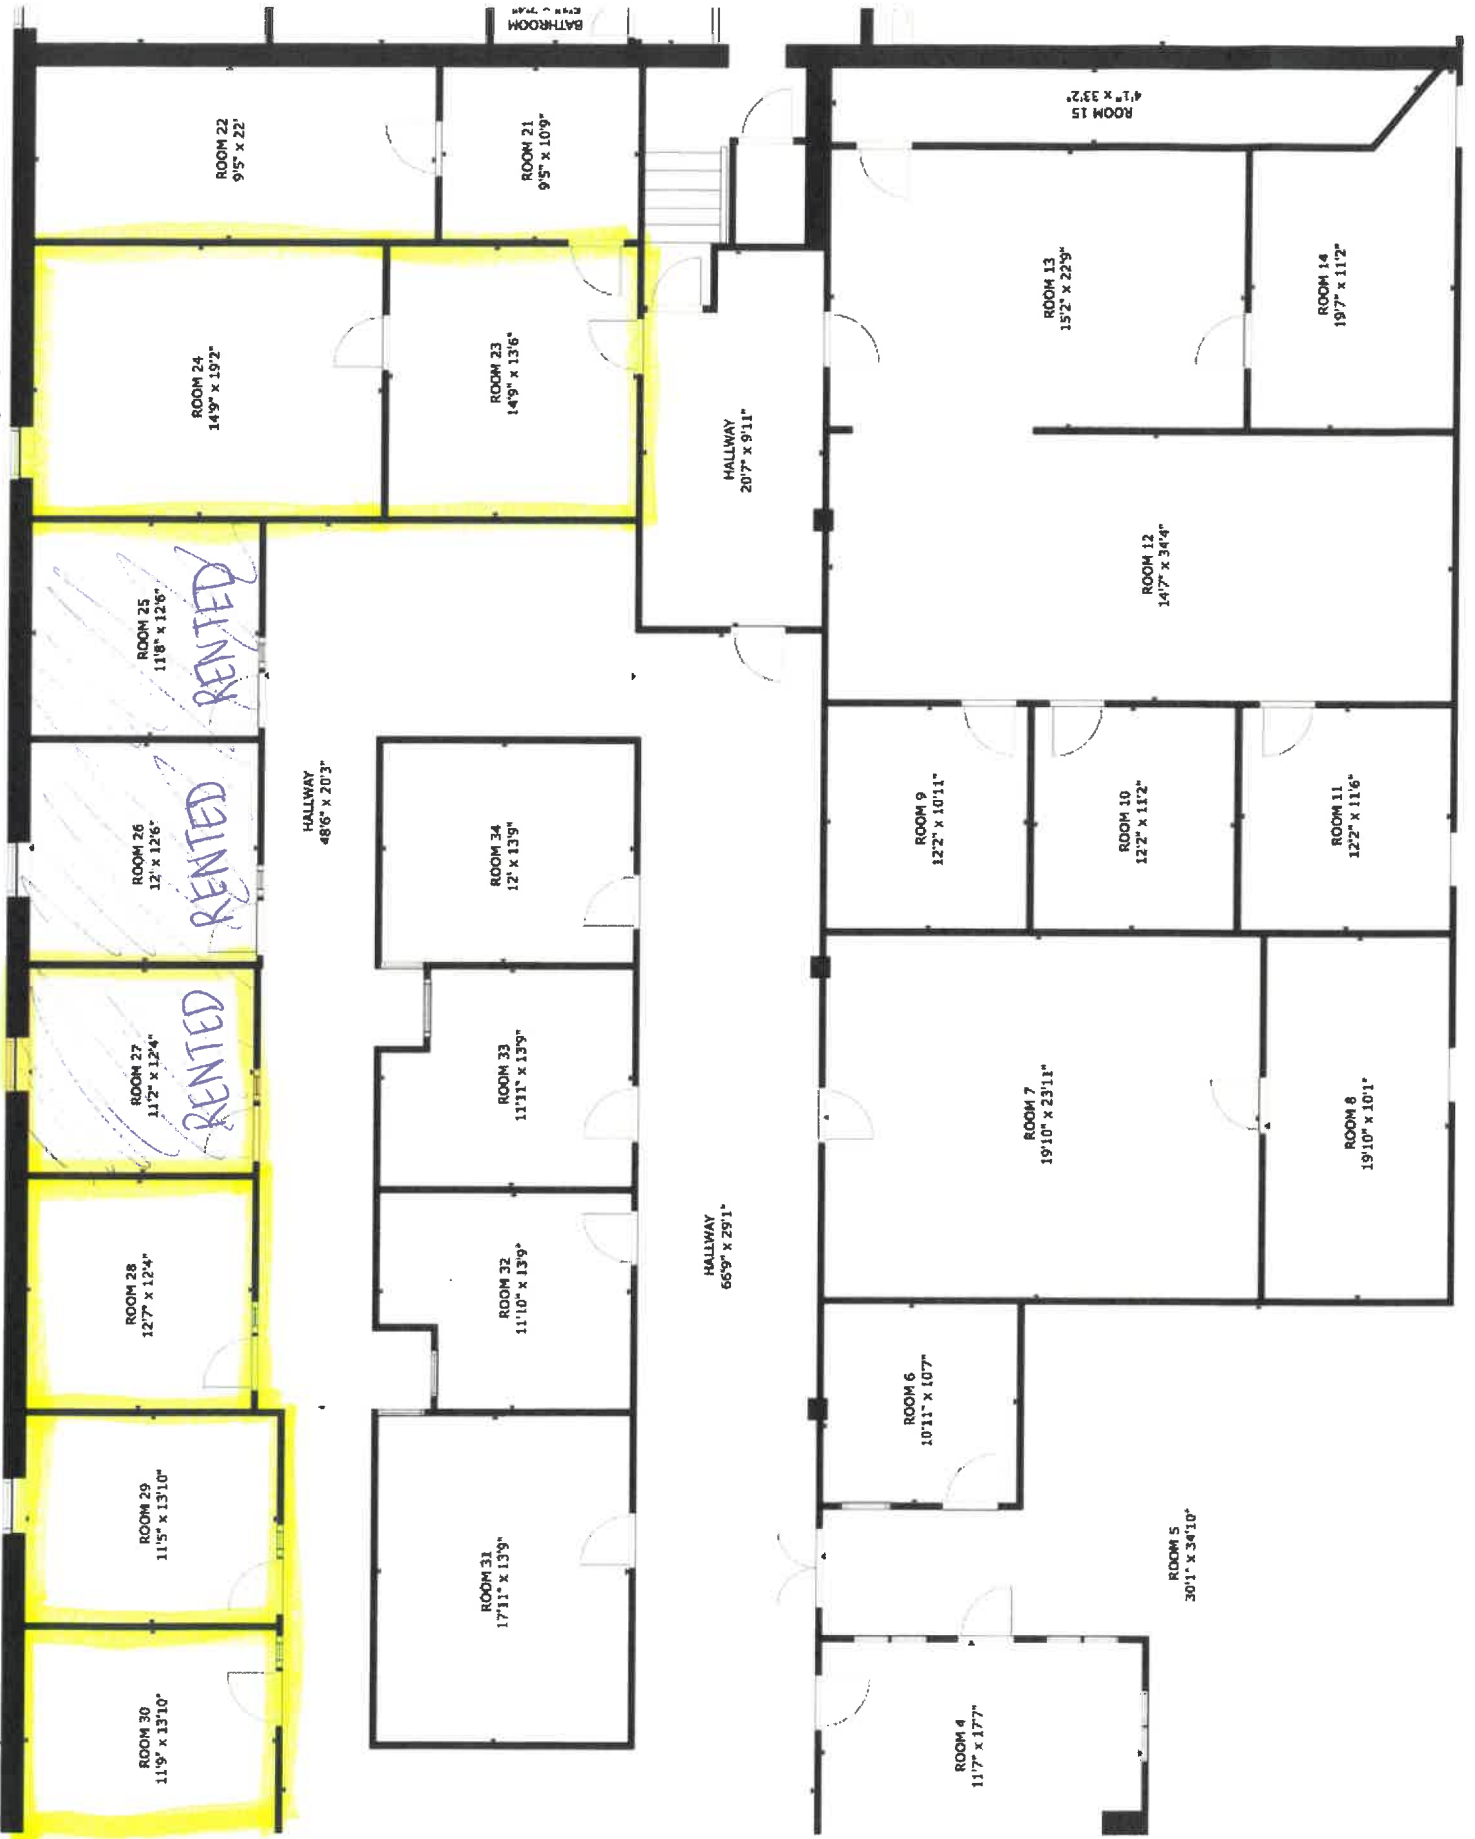 BATHROOM
ROOM 22
9'5" x 22'
ROOM 21
9'5" x 10'9"
ROOM 15
4'1" x 33'2"
ROOM 24
14'9" x 19'2"
ROOM 23
14'9" x 13'6"
HALLWAY
20'7" x 9'11"
ROOM 13
15'2" x 22'9"
ROOM 14
19'7" x 11'2"
ROOM 25
11'8" x 12'6"
RENTED
ROOM 12
14'7" x 34'4"
ROOM 26
12' x 12'6"
RENTED
HALLWAY
48'6" x 20'3"
ROOM 34
12' x 13'9"
ROOM 9
12'2" x 10'11"
ROOM 10
12'2" x 11'2"
ROOM 11
12'2" x 11'6"
ROOM 27
11'2" x 12'4"
RENTED
ROOM 33
11'11" x 13'9"
ROOM 7
19'10" x 23'11"
ROOM 8
19'10" x 10'1"
ROOM 28
12'7" x 12'4"
ROOM 32
11'10" x 13'9"
HALLWAY
66'9" x 29'1"
ROOM 6
10'11" x 10'7"
ROOM 29
11'5" x 13'10"
ROOM 31
17'11" x 13'9"
ROOM 5
30'1" x 34'10"
ROOM 30
11'9" x 13'10"
ROOM 4
11'7" x 17'7"